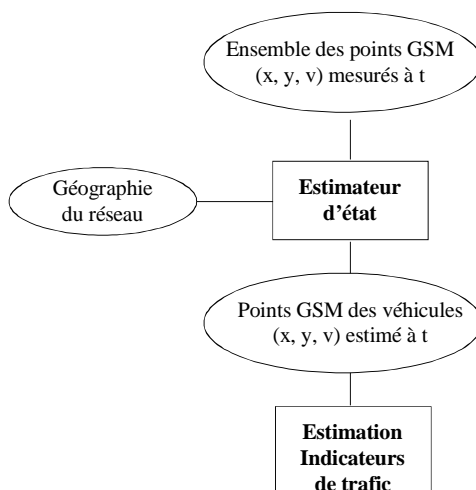 Ensemble des points GSM
(x, y, v) mesurés à t
Géographie
du réseau
Estimateur
d’état
Points GSM des véhicules
(x, y, v) estimé à t
Estimation
Indicateurs
de trafic